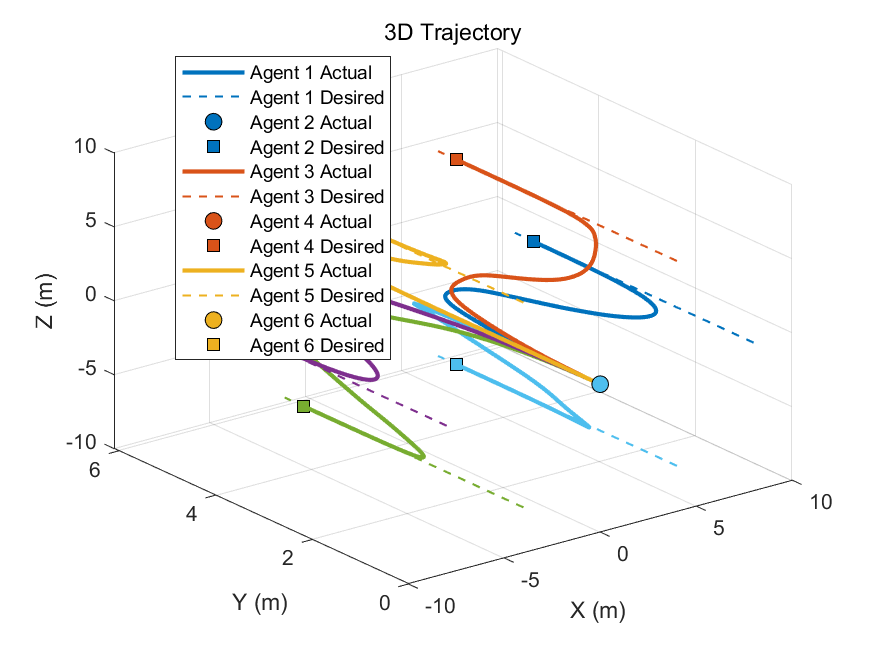 3D Trajectory
Agent 1 Actual
Agent 1 Desired
Agent 2 Actual
Agent 2 Desired
Agent 3 Actual
Agent 3 Desired
Agent 4 Actual
Agent 4 Desired
Agent 5 Actual
Agent 5 Desired
Agent 6 Actual
Agent 6 Desired
10
5
0
-5
-10
Z (m)
6
4
2
0
Y (m)
-10
-5
0
5
10
X (m)